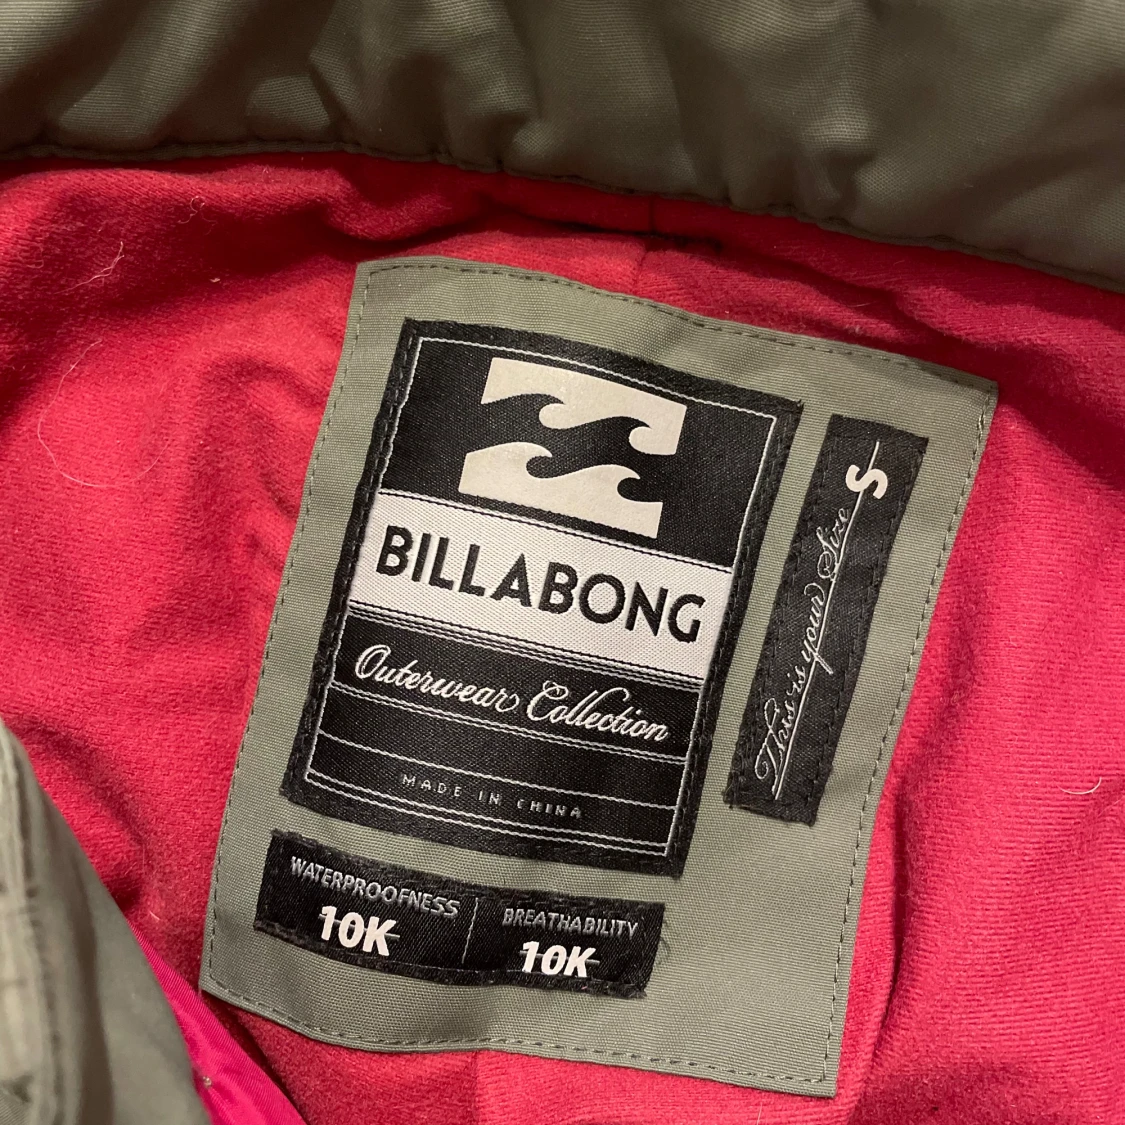 BILLABONG
Outerwear Collection
MADE IN CHINA
This is your Size S
WATERPROOFNESS
10K
BREATHABILITY
10K